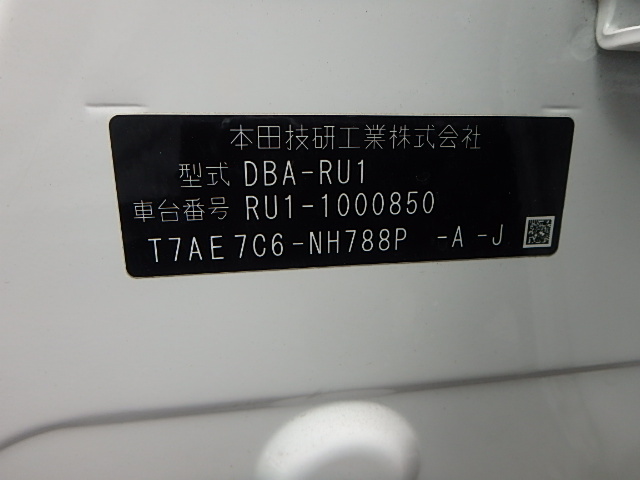 本田技研工業株式会社
型式 DBA-RU1
車台番号 RU1-1000850
T7AE7C6-NH788P -A-J